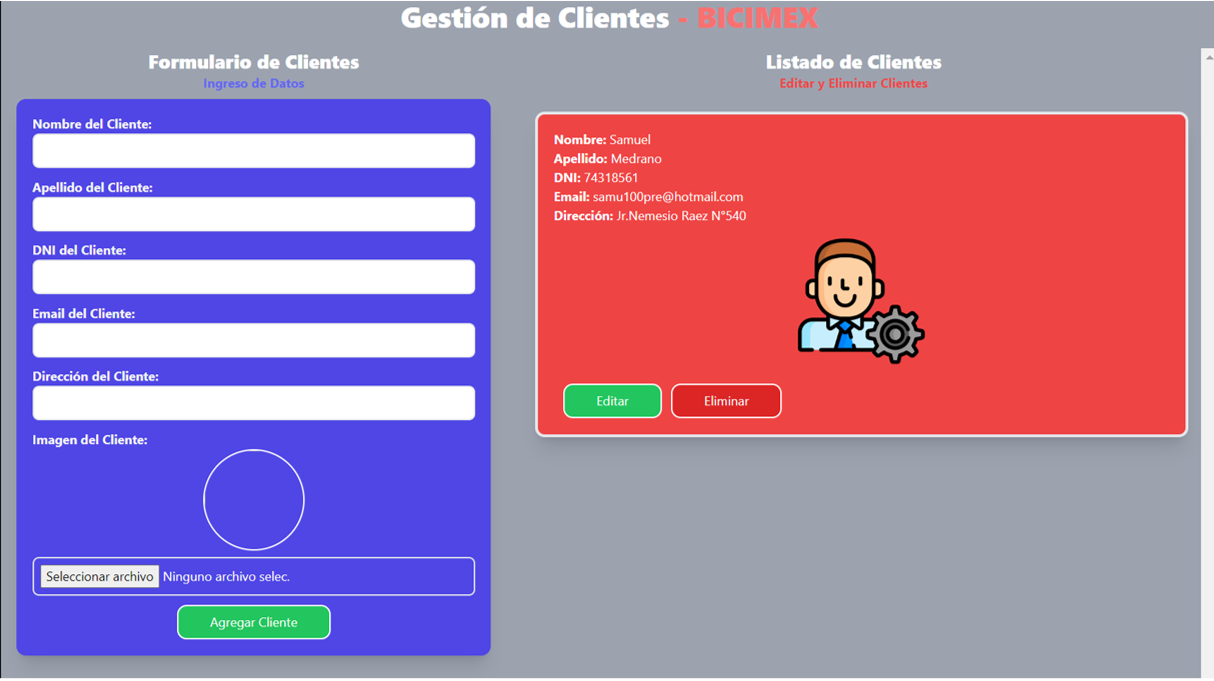 Gestión de Clientes - BICIMEX
Formulario de Clientes
Ingreso de Datos
Nombre del Cliente:
Apellido del Cliente:
DNI del Cliente:
Email del Cliente:
Dirección del Cliente:
Imagen del Cliente:
Seleccionar archivo Ninguno archivo selec.
Agregar Cliente
Listado de Clientes
Editar y Eliminar Clientes
Nombre: Samuel
Apellido: Medrano
DNI: 74318561
Email: samu100pre@hotmail.com
Dirección: Jr.Nemesio Raez N°540
Editar Eliminar